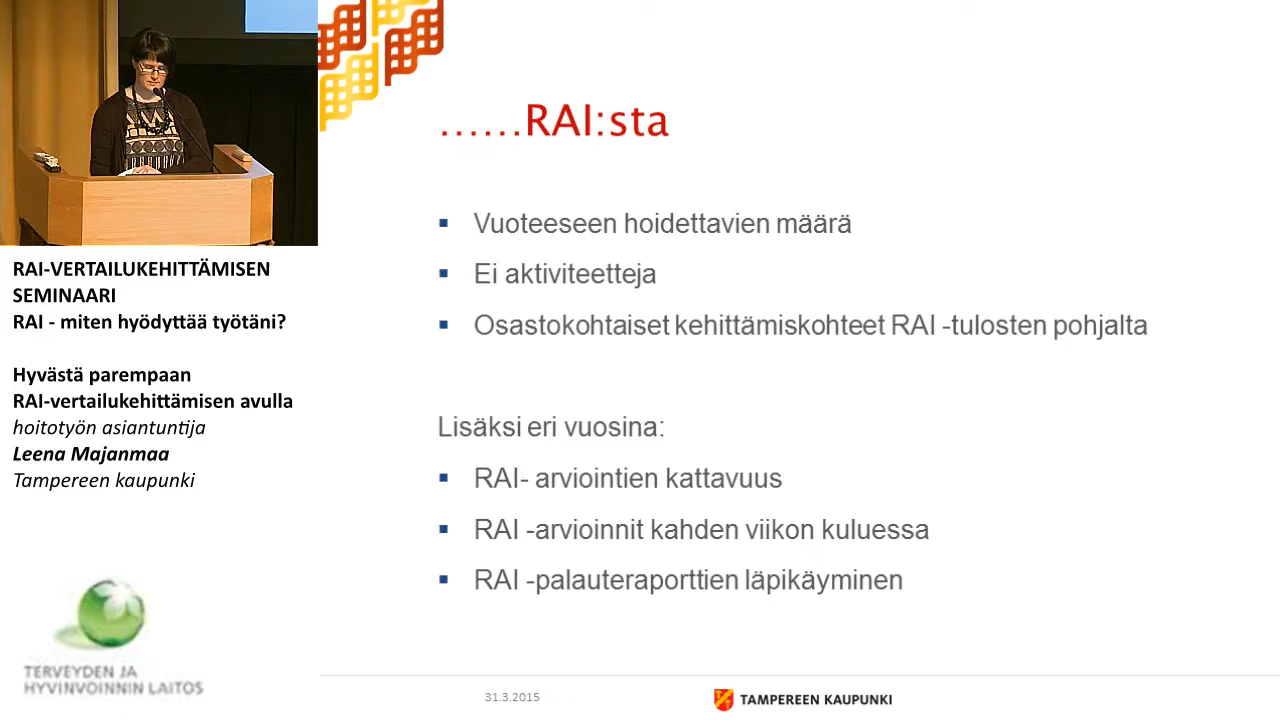 RAI-VERTAILUKEHITTÄMISEN
SEMINAARI
RAI - miten hyödyttää työtäni?
Hyvästä parempaan
RAI-vertailukehittämisen avulla
hoitotyön asiantuntija
Leena Majanmaa
Tampereen kaupunki
TERVEYDEN JA
HYVINVOINNIN LAITOS
......RAI:sta
▪ Vuoteeseen hoidettavien määrä
▪ Ei aktiviteetteja
▪ Osastokohtaiset kehittämiskohteet RAI -tulosten pohjalta
Lisäksi eri vuosina:
▪ RAI- arviointien kattavuus
▪ RAI -arvioinnit kahden viikon kuluessa
▪ RAI -palauteraporttien läpikäyminen
31.3.2015
TAMPEREEN KAUPUNKI